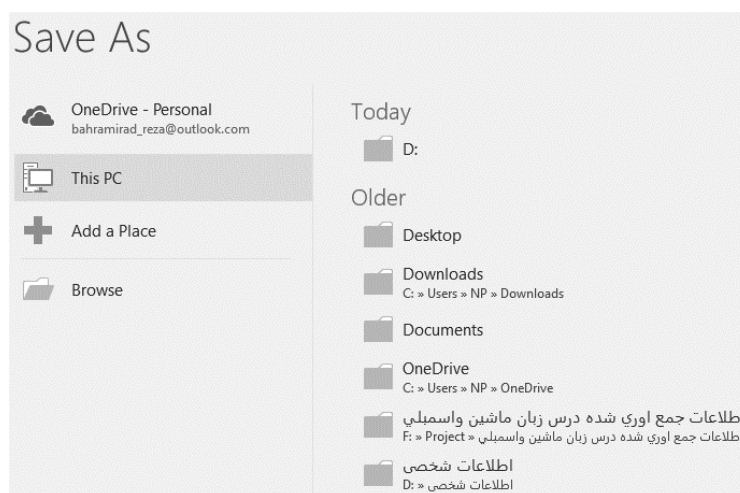 Save As
OneDrive - Personal
bahramirad_reza@outlook.com
This PC
Add a Place
Browse
Today
D:
Older
Desktop
Downloads
C: » Users » NP » Downloads
Documents
OneDrive
C: » Users » NP » OneDrive
طلاعات جمع اوري شده درس زبان ماشين واسمبلي
F: » Project » طلاعات جمع اوري شده درس زبان ماشين واسمبلي
اطلاعات شخصی
D: » اطلاعات شخصی